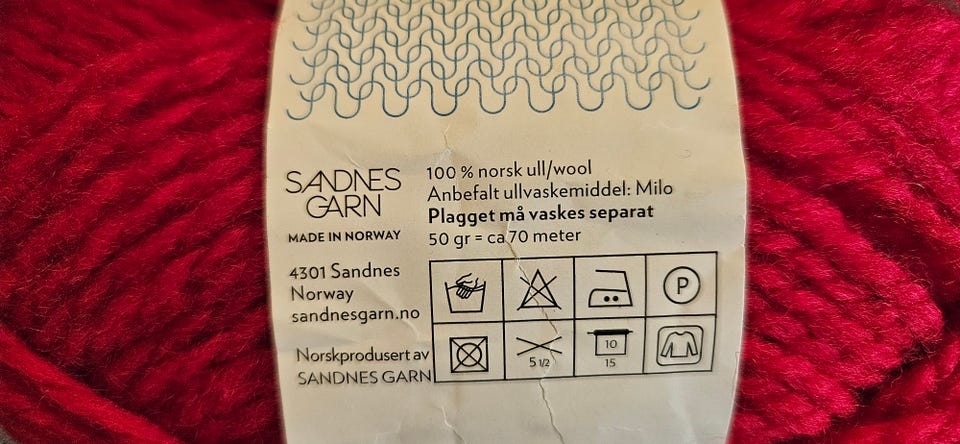 SANDNES
GARN
MADE IN NORWAY
4301 Sandnes
Norway
sandnesgarn.no
Norskprodusert av
SANDNES GARN
100 % norsk ull/wool
Anbefalt ullvaskemiddel: Milo
Plagget må vaskes separat
50 gr = ca 70 meter
P
5 1/2
10
15